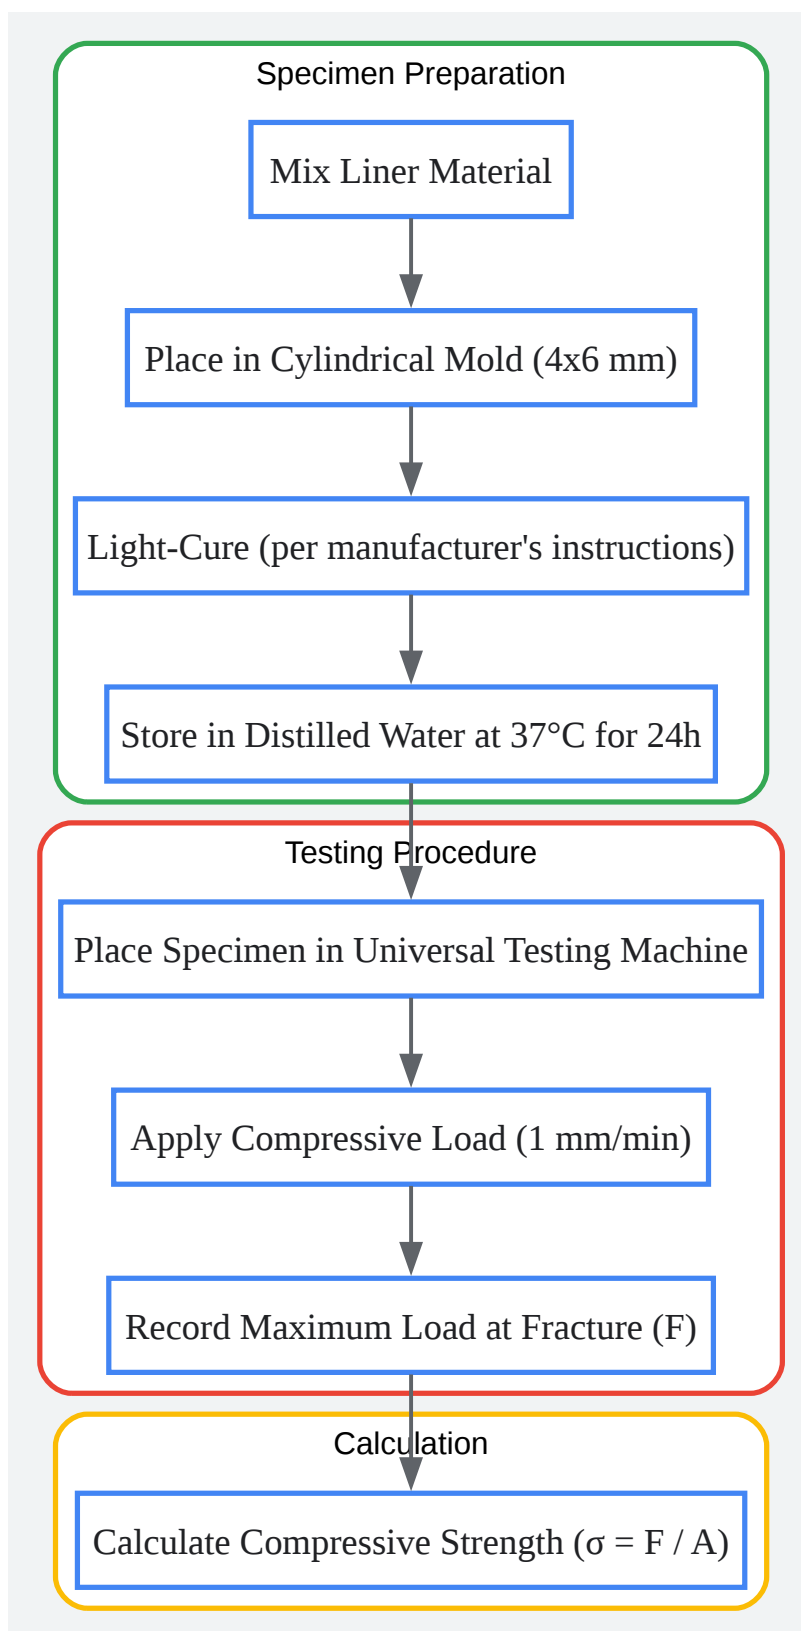 Specimen Preparation
Mix Liner Material
Place in Cylindrical Mold (4x6 mm)
Light-Cure (per manufacturer's instructions)
Store in Distilled Water at 37°C for 24h
Testing Procedure
Place Specimen in Universal Testing Machine
Apply Compressive Load (1 mm/min)
Record Maximum Load at Fracture (F)
Calculation
Calculate Compressive Strength (σ = F / A)